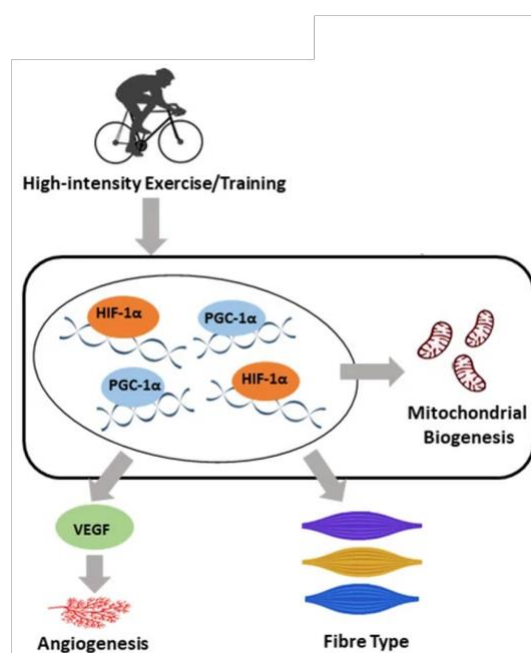 High-intensity Exercise/Training
HIF-1α
PGC-1α
PGC-1α
HIF-1α
Mitochondrial
Biogenesis
VEGF
Angiogenesis
Fibre Type